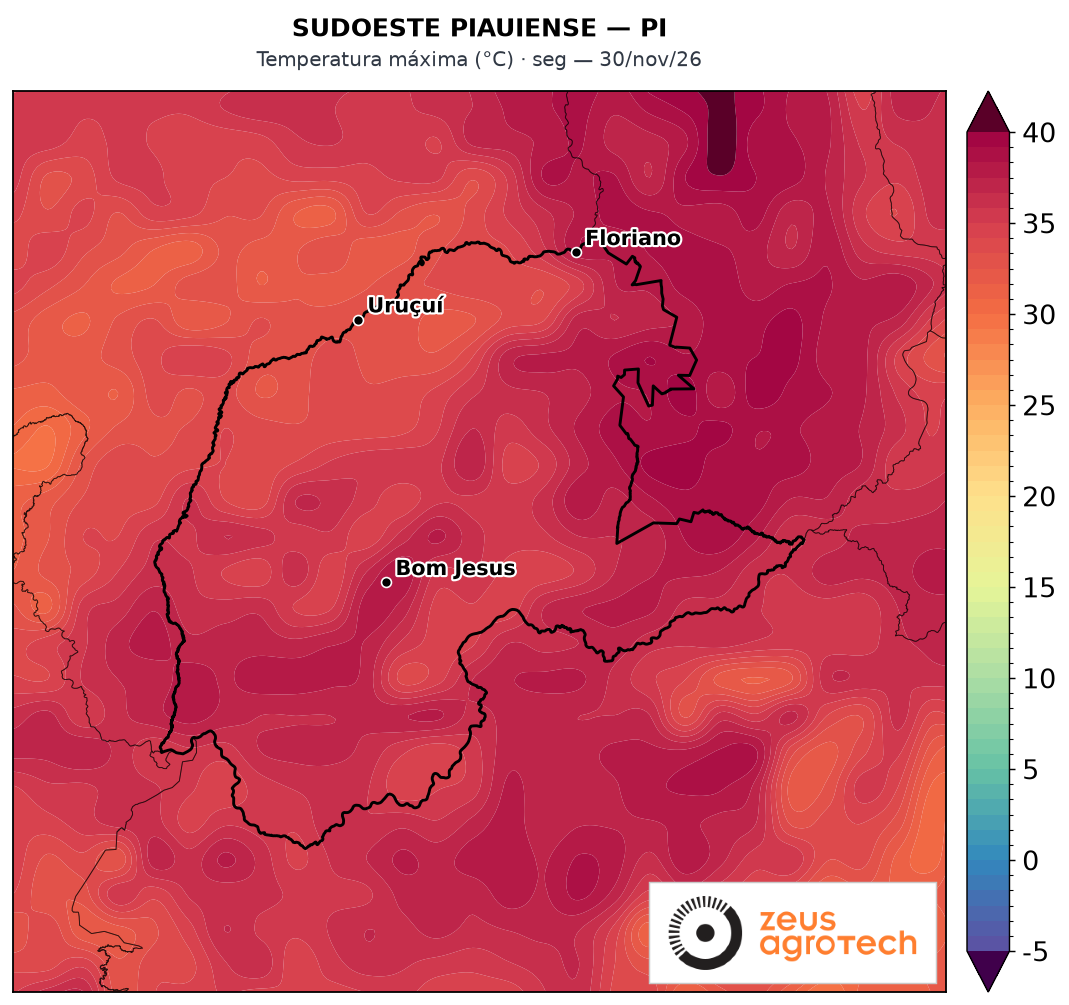 SUDOESTE PIAUIENSE — PI
Temperatura máxima (°C) · seg — 30/nov/26
Floriano
Uruçuí
Bom Jesus
40
35
30
25
20
15
10
5
0
-5
zeus
agrotech